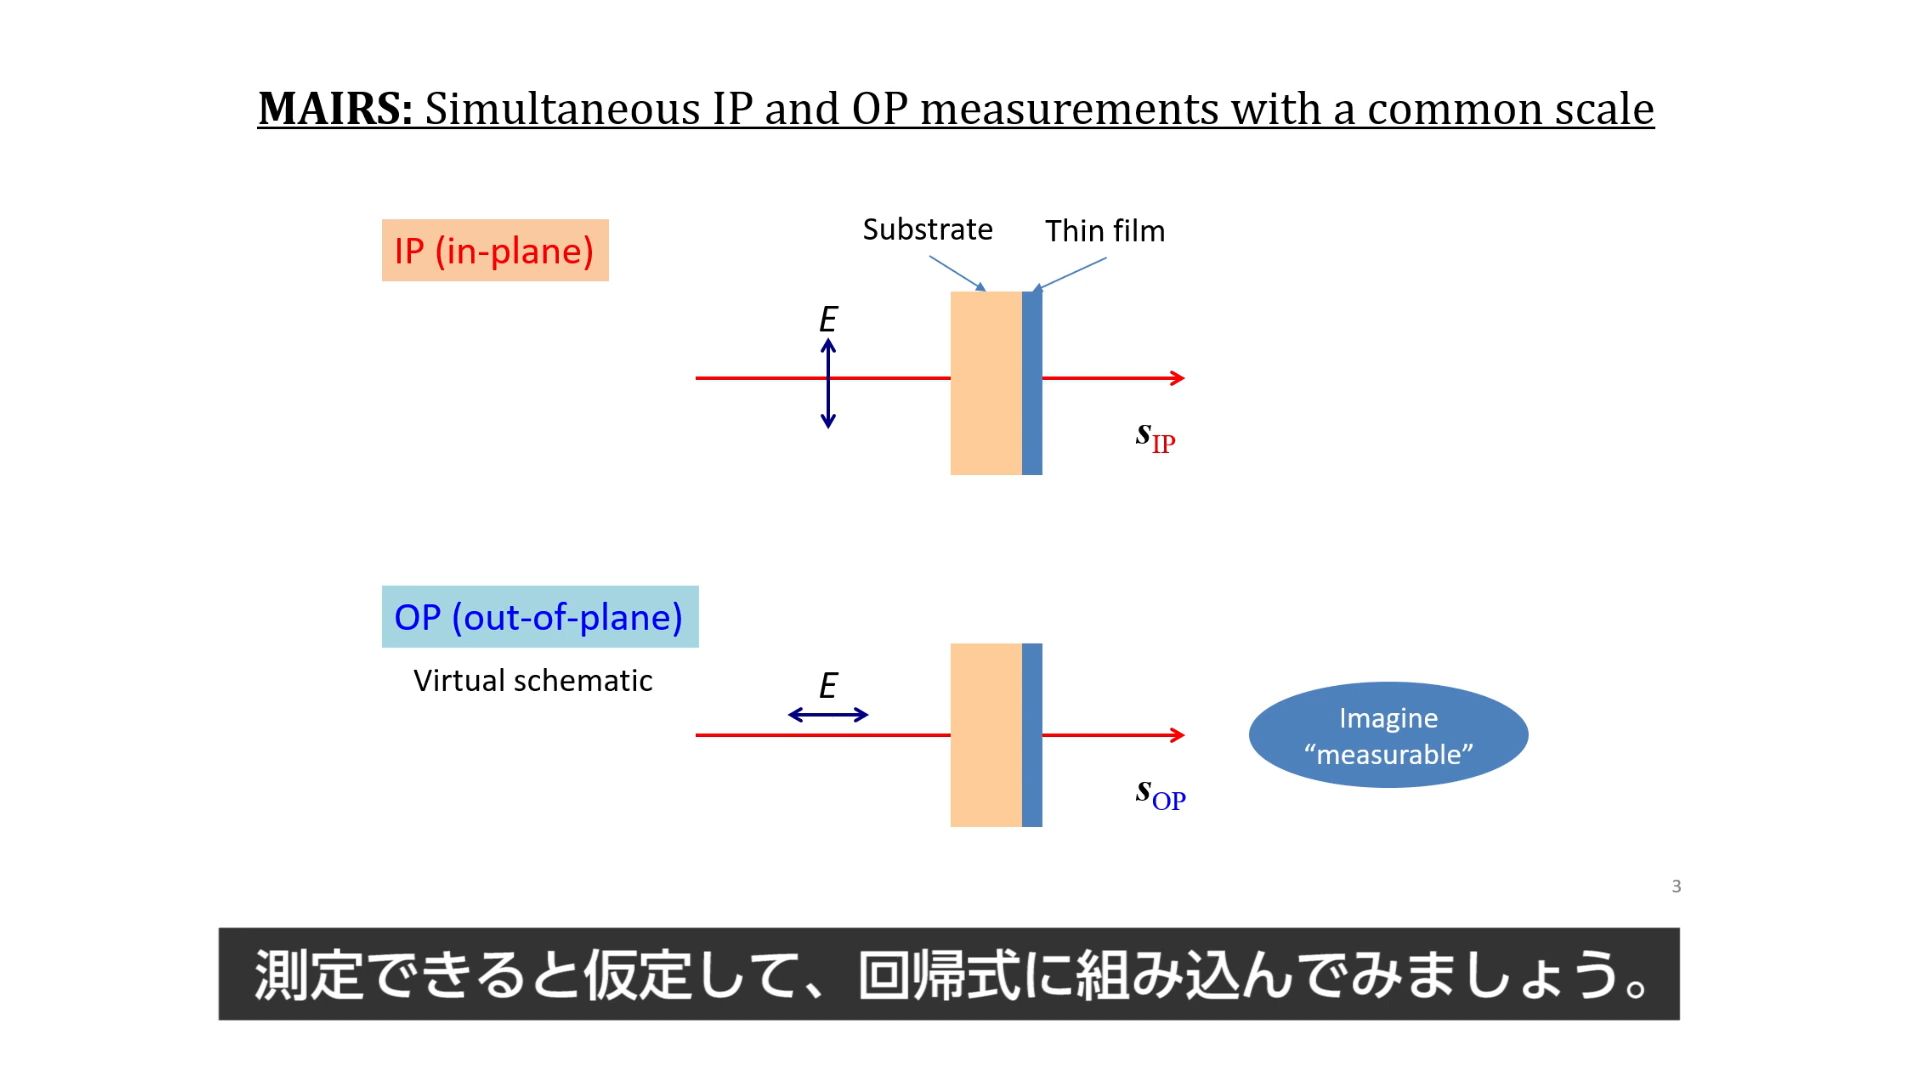 MAIRS: Simultaneous IP and OP measurements with a common scale
IP (in-plane)
Substrate
Thin film
E
sIP
OP (out-of-plane)
Virtual schematic
E
sOP
Imagine
“measurable”
3
測定できると仮定して、回帰式に組み込んでみましょう。